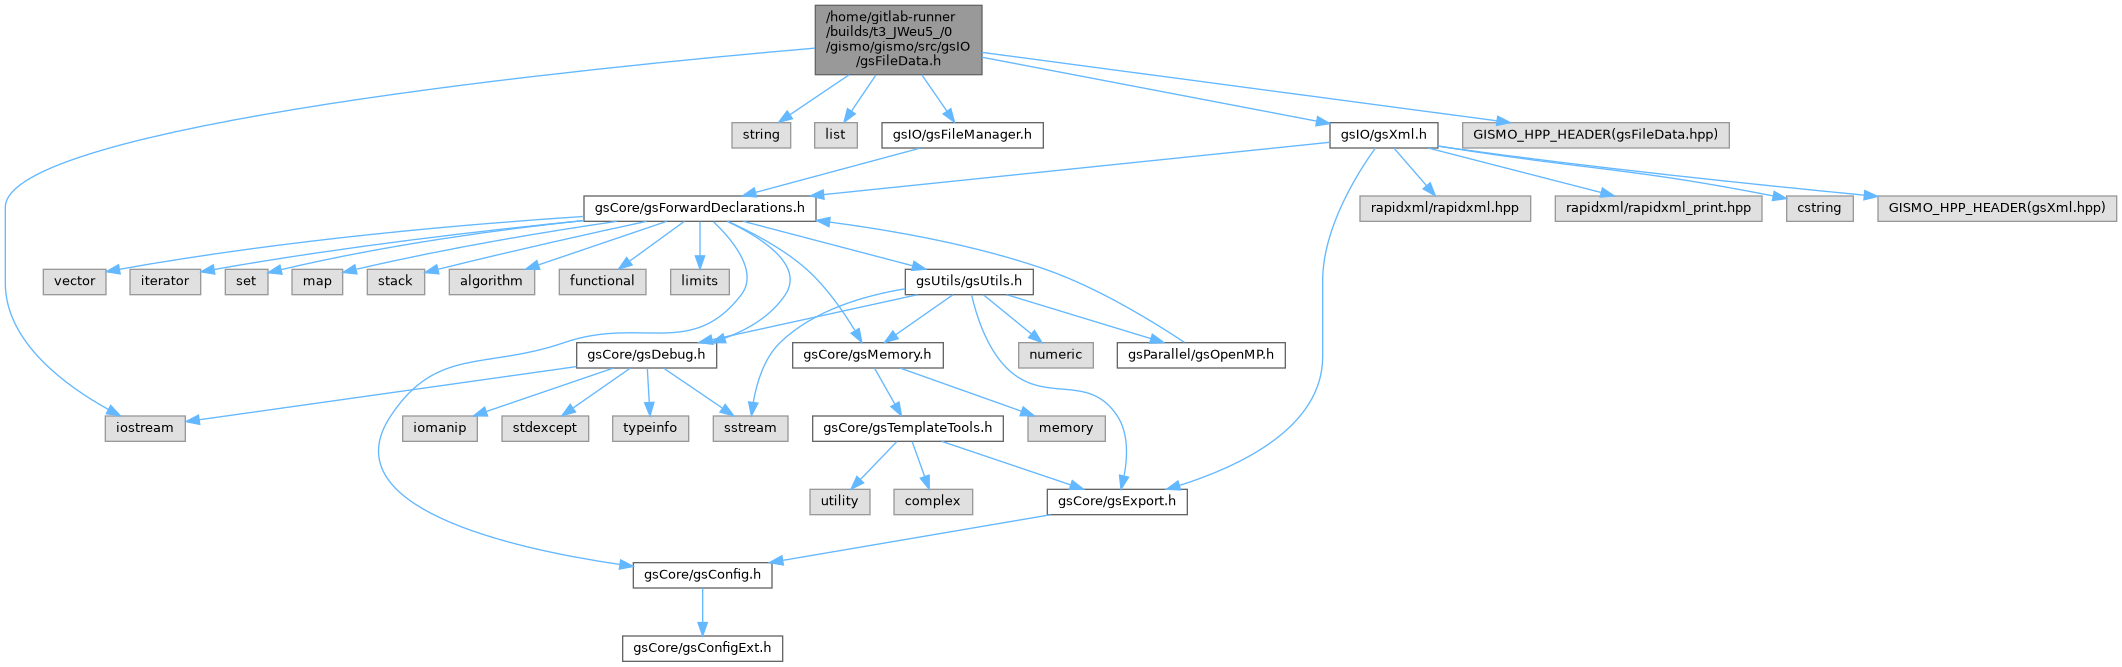 /home/gitlab-runner
/builds/t3_JWeu5_/0
/gismo/gismo/src/gsIO
/gsFileData.h
string
list
gsIO/gsFileManager.h
gsIO/gsXml.h
GISMO_HPP_HEADER(gsFileData.hpp)
gsCore/gsForwardDeclarations.h
rapidxml/rapidxml.hpp
rapidxml/rapidxml_print.hpp
cstring
GISMO_HPP_HEADER(gsXml.hpp)
vector
iterator
set
map
stack
algorithm
functional
limits
gsUtils/gsUtils.h
gsCore/gsDebug.h
gsCore/gsMemory.h
numeric
gsParallel/gsOpenMP.h
iostream
iomanip
stdexcept
typeinfo
sstream
gsCore/gsTemplateTools.h
memory
utility
complex
gsCore/gsExport.h
gsCore/gsConfig.h
gsCore/gsConfigExt.h